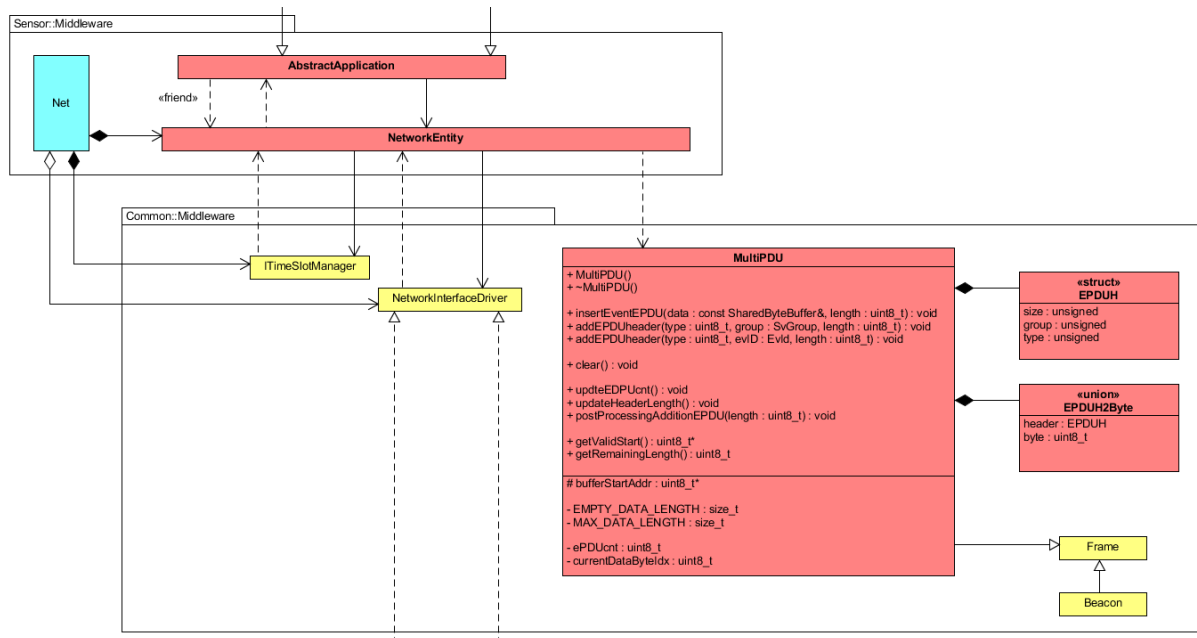 Sensor::Middleware
AbstractApplication
Net
«friend»
NetworkEntity
Common::Middleware
ITimeSlotManager
NetworkInterfaceDriver
MultiPDU
+ MultiPDU()
+ ~MultiPDU()
+ insertEventEPDU(data : const SharedByteBuffer&, length : uint8_t) : void
+ addEPDUheader(type : uint8_t, group : SvGroup, length : uint8_t) : void
+ addEPDUheader(type : uint8_t, evID : EvId, length : uint8_t) : void
+ clear() : void
+ updteEDPUcnt() : void
+ updateHeaderLength() : void
+ postProcessingAdditionEPDU(length : uint8_t) : void
+ getValidStart() : uint8_t*
+ getRemainingLength() : uint8_t
# bufferStartAddr : uint8_t*
- EMPTY_DATA_LENGTH : size_t
- MAX_DATA_LENGTH : size_t
- ePDUcnt : uint8_t
- currentDataByteIdx : uint8_t
«struct»
EPDUH
size : unsigned
group : unsigned
type : unsigned
«union»
EPDUH2Byte
header : EPDUH
byte : uint8_t
Frame
Beacon